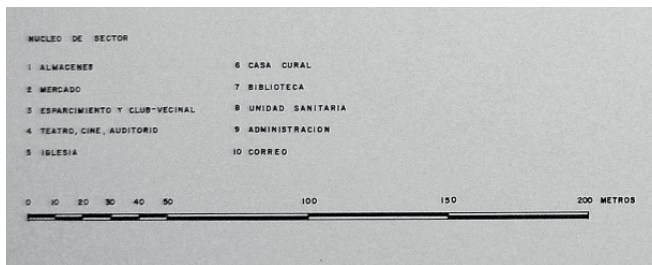 NUCLEO DE SECTOR
1 ALMACENES
2 MERCADO
3 ESPARCIMIENTO Y CLUB-VECINAL
4 TEATRO, CINE, AUDITORIO
5 IGLESIA
6 CASA CURAL
7 BIBLIOTECA
8 UNIDAD SANITARIA
9 ADMINISTRACION
10 CORREO
0 10 20 30 40 50 100 150 200 METROS